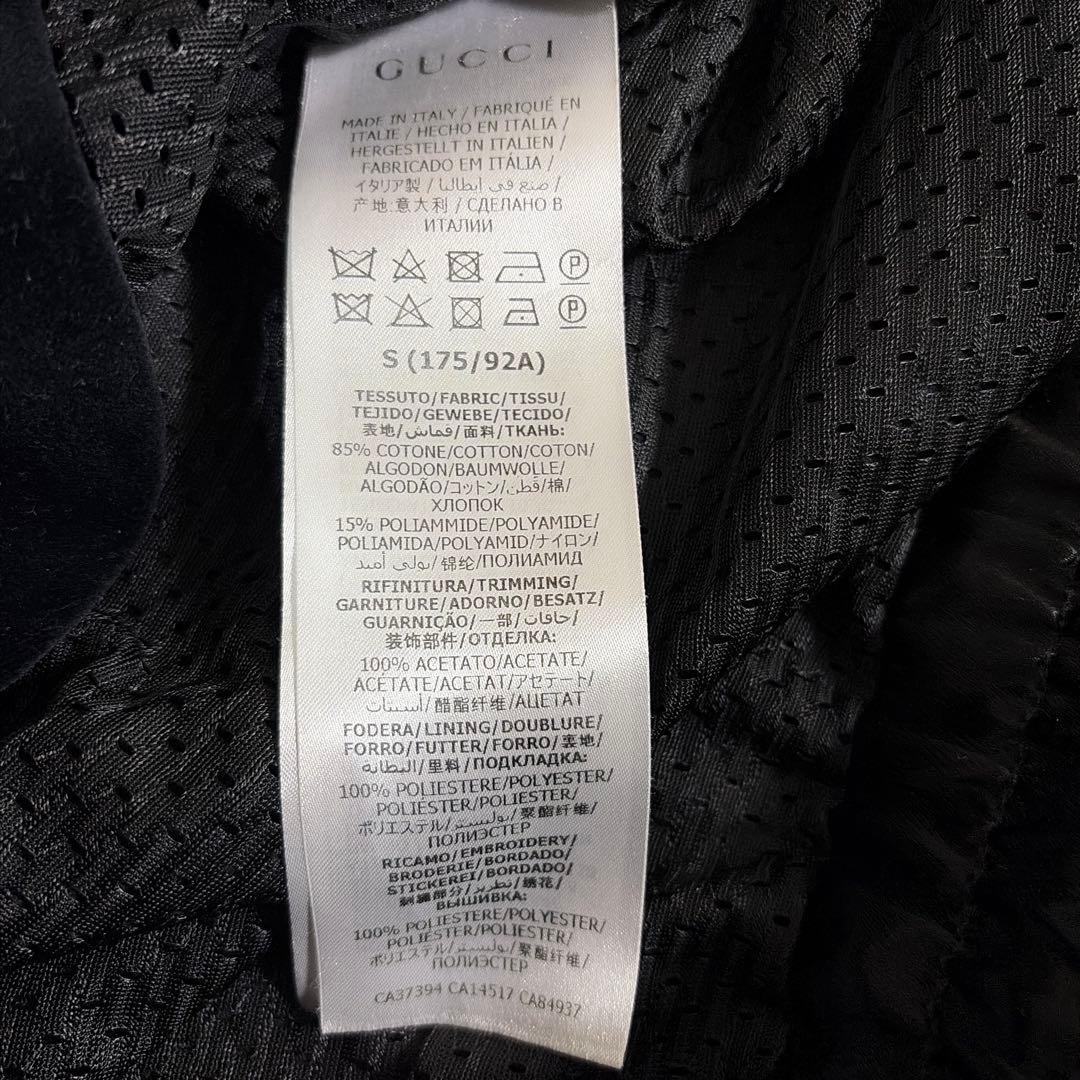 GUCCI
MADE IN ITALY / FABRIQUÉ EN
ITALIE / HECHO EN ITALIA /
HERGESTELLT IN ITALIEN /
FABRICADO EM ITÁLIA /
イタリア製 / صنع في ايطاليا /
产地:意大利 / СДЕЛАНО В
ИТАЛИИ
P
P
S (175/92A)
TESSUTO/FABRIC/TISSU/
TEJIDO/GEWEBE/TECIDO/
表地/قماش/面料/ТКАНЬ:
85% COTONE/COTTON/COTON/
ALGODON/BAUMWOLLE/
ALGODÃO/コットン/قطن/棉/
ХЛОПОК
15% POLIAMMIDE/POLYAMIDE/
POLIAMIDA/POLYAMID/ナイロン/
بولي أميد/锦纶/ПОЛИАМИД
RIFINITURA/TRIMMING/
GARNITURE/ADORNO/BESATZ/
GUARNIÇÃO/一部/حافات/
装饰部件/ОТДЕЛКА:
100% ACETATO/ACETATE/
ACÉTATE/ACETAT/アセテート/
أسيتات/醋酯纤维/АЦЕТАТ
FODERA/LINING/DOUBLURE/
FORRO/FUTTER/FORRO/裏地/
البطانة/里料/ПОДКЛАДКА:
100% POLIESTERE/POLYESTER/
POLIÉSTER/POLIESTER/
ポリエステル/بوليستر/聚酯纤维/
ПОЛИЭСТЕР
RICAMO/EMBROIDERY/
BRODERIE/BORDADO/
STICKEREI/BORDADO/
刺繍部分/تطريز/绣花/
ВЫШИВКА:
100% POLIESTERE/POLYESTER/
POLIÉSTER/POLIESTER/
ポリエステル/بوليستر/聚酯纤维/
ПОЛИЭСТЕР
CA37394 CA14517 CA84937